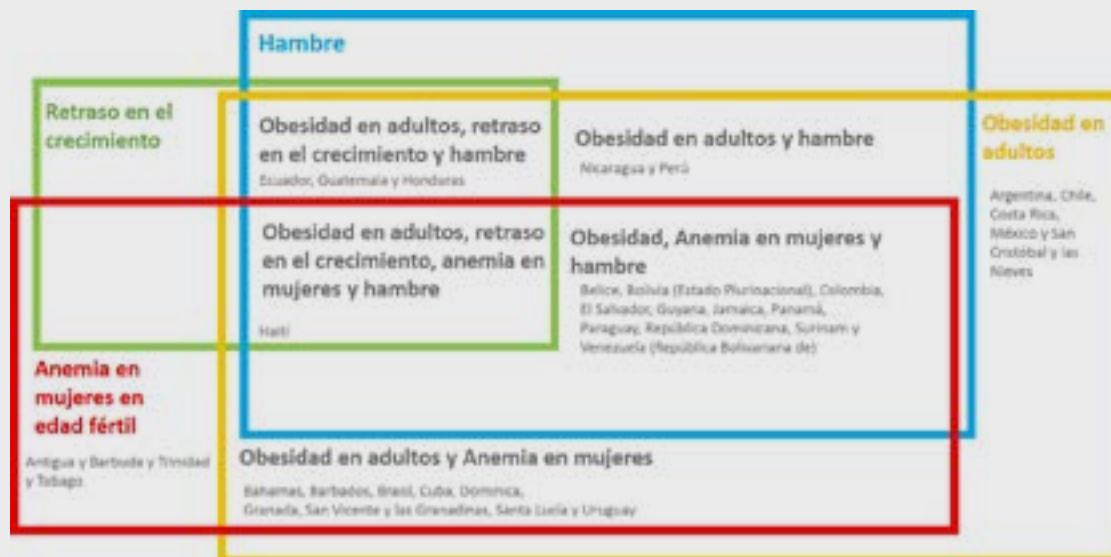 Hambre
Retraso en el
crecimiento
Obesidad en adultos, retraso
en el crecimiento y hambre
Ecuador, Guatemala y Honduras
Obesidad en adultos y hambre
Nicaragua y Perú
Obesidad en
adultos
Argentina, Chile,
Costa Rica,
México y San
Cristóbal y las
Nieves
Obesidad en adultos, retraso
en el crecimiento, anemia en
mujeres y hambre
Haití
Obesidad, Anemia en mujeres y
hambre
Belice, Bolivia (Estado Plurinacional), Colombia,
El Salvador, Guyana, Jamaica, Panamá,
Paraguay, República Dominicana, Surinam y
Venezuela (República Bolivariana de)
Anemia en
mujeres en
edad fértil
Antigua y Barbuda y Trinidad
y Tobago
Obesidad en adultos y Anemia en mujeres
Bahamas, Barbados, Brasil, Cuba, Dominica,
Granada, San Vicente y las Granadinas, Santa Lucía y Uruguay